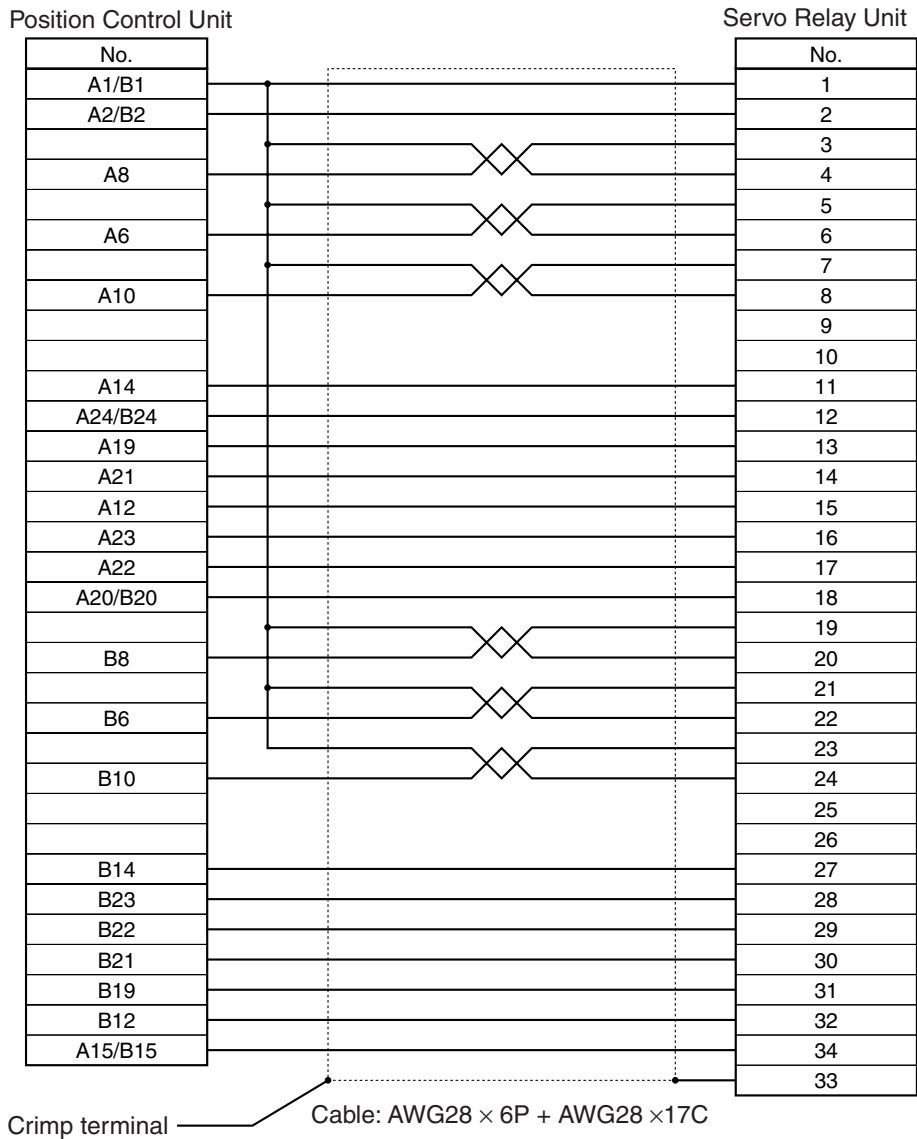 Position Control Unit Servo Relay Unit
No. No.
A1/B1 1
A2/B2 2
3
A8 4
5
A6 6
7
A10 8
9
10
A14 11
A24/B24 12
A19 13
A21 14
A12 15
A23 16
A22 17
A20/B20 18
19
B8 20
21
B6 22
23
B10 24
25
26
B14 27
B23 28
B22 29
B21 30
B19 31
B12 32
A15/B15 34
33
Crimp terminal Cable: AWG28 × 6P + AWG28 ×17C